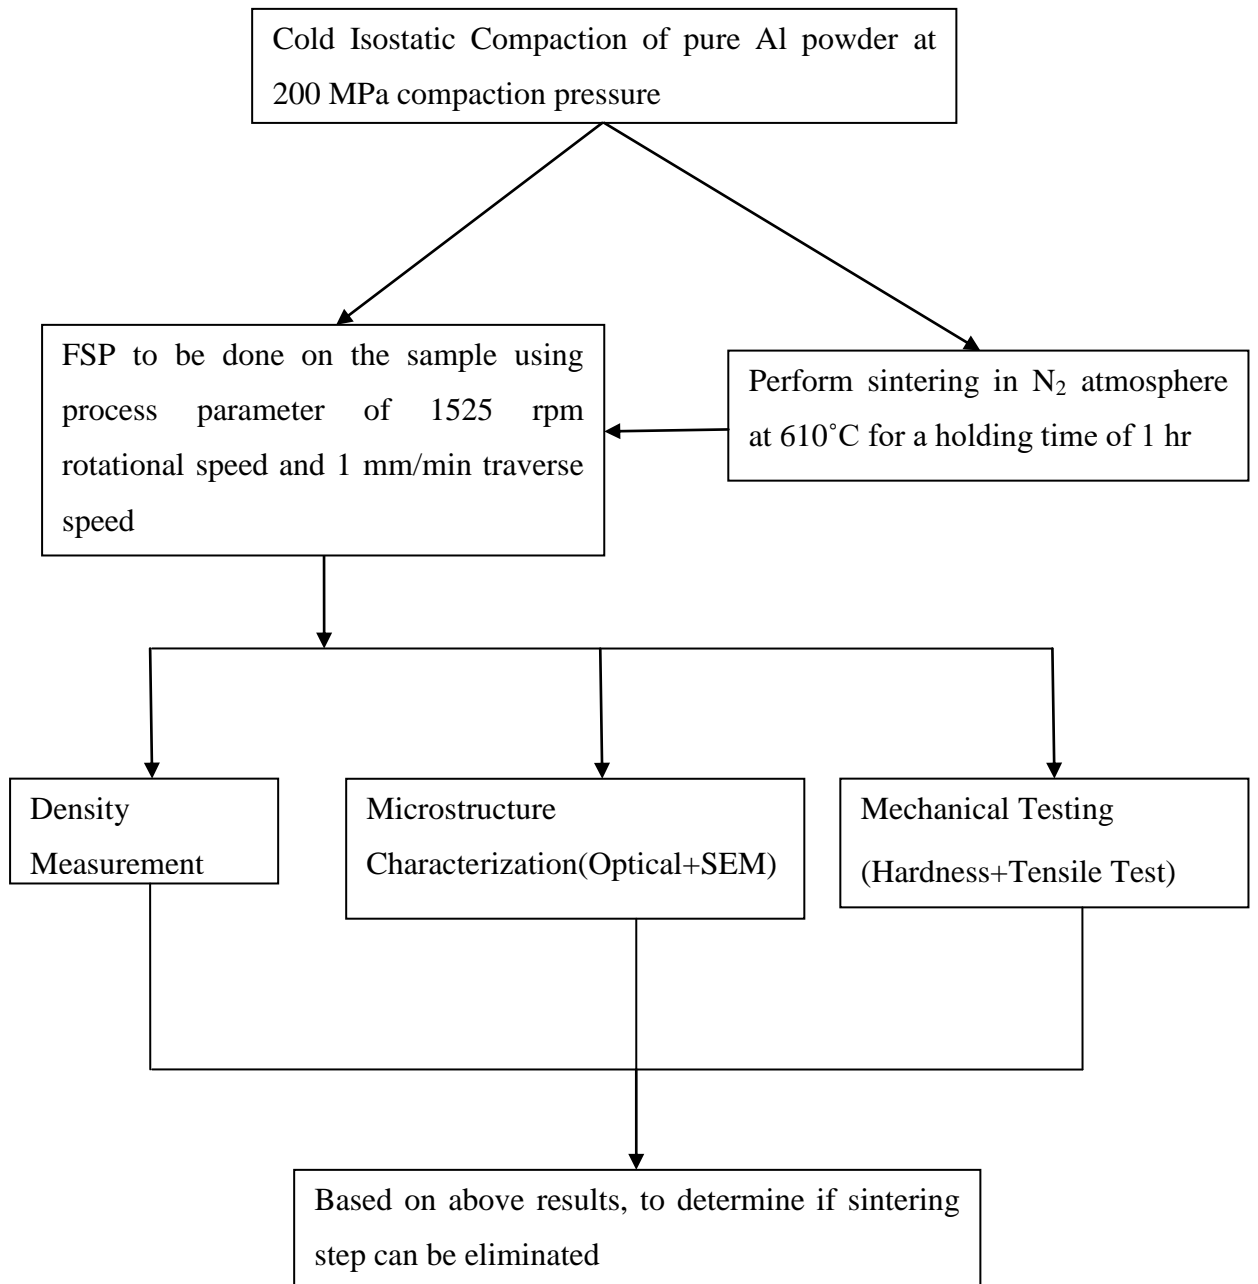 Cold Isostatic Compaction of pure Al powder at
200 MPa compaction pressure
FSP to be done on the sample using
process parameter of 1525 rpm
rotational speed and 1 mm/min traverse
speed
Perform sintering in N₂ atmosphere
at 610˚C for a holding time of 1 hr
Density
Measurement
Microstructure
Characterization(Optical+SEM)
Mechanical Testing
(Hardness+Tensile Test)
Based on above results, to determine if sintering
step can be eliminated